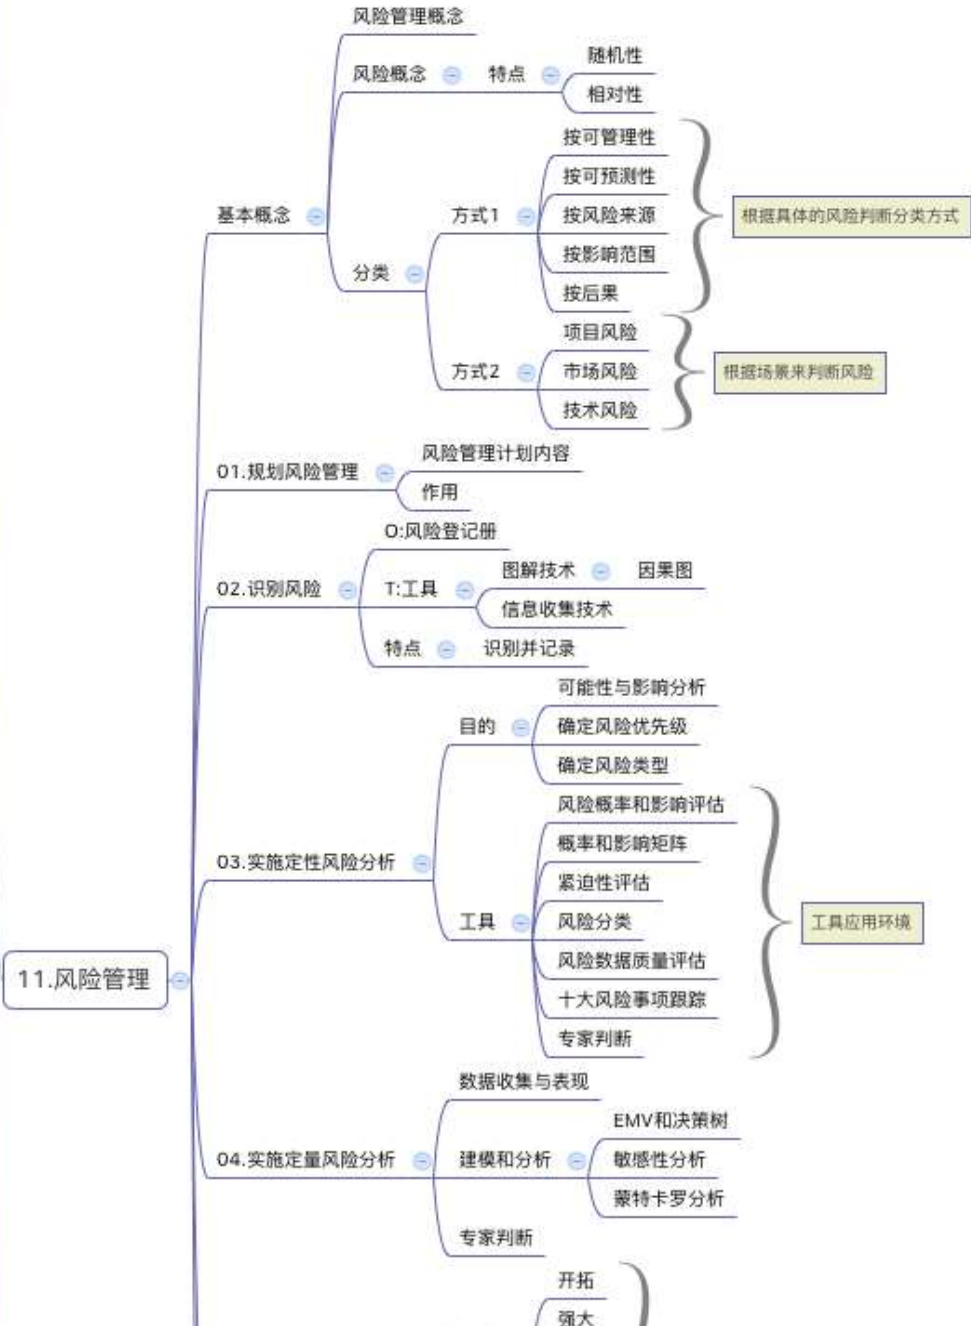 风险管理概念
风险概念
特点
随机性
相对性
基本概念
分类
方式1
按可管理性
按可预测性
按风险来源
按影响范围
按后果
根据具体的风险判断分类方式
方式2
项目风险
市场风险
技术风险
根据场景来判断风险
01.规划风险管理
风险管理计划内容
作用
02.识别风险
O:风险登记册
T:工具
图解技术
因果图
信息收集技术
特点
识别并记录
03.实施定性风险分析
目的
可能性与影响分析
确定风险优先级
确定风险类型
工具
风险概率和影响评估
概率和影响矩阵
紧迫性评估
风险分类
风险数据质量评估
十大风险事项跟踪
专家判断
工具应用环境
11.风险管理
04.实施定量风险分析
数据收集与表现
建模和分析
EMV和决策树
敏感性分析
蒙特卡罗分析
专家判断
开拓
强大